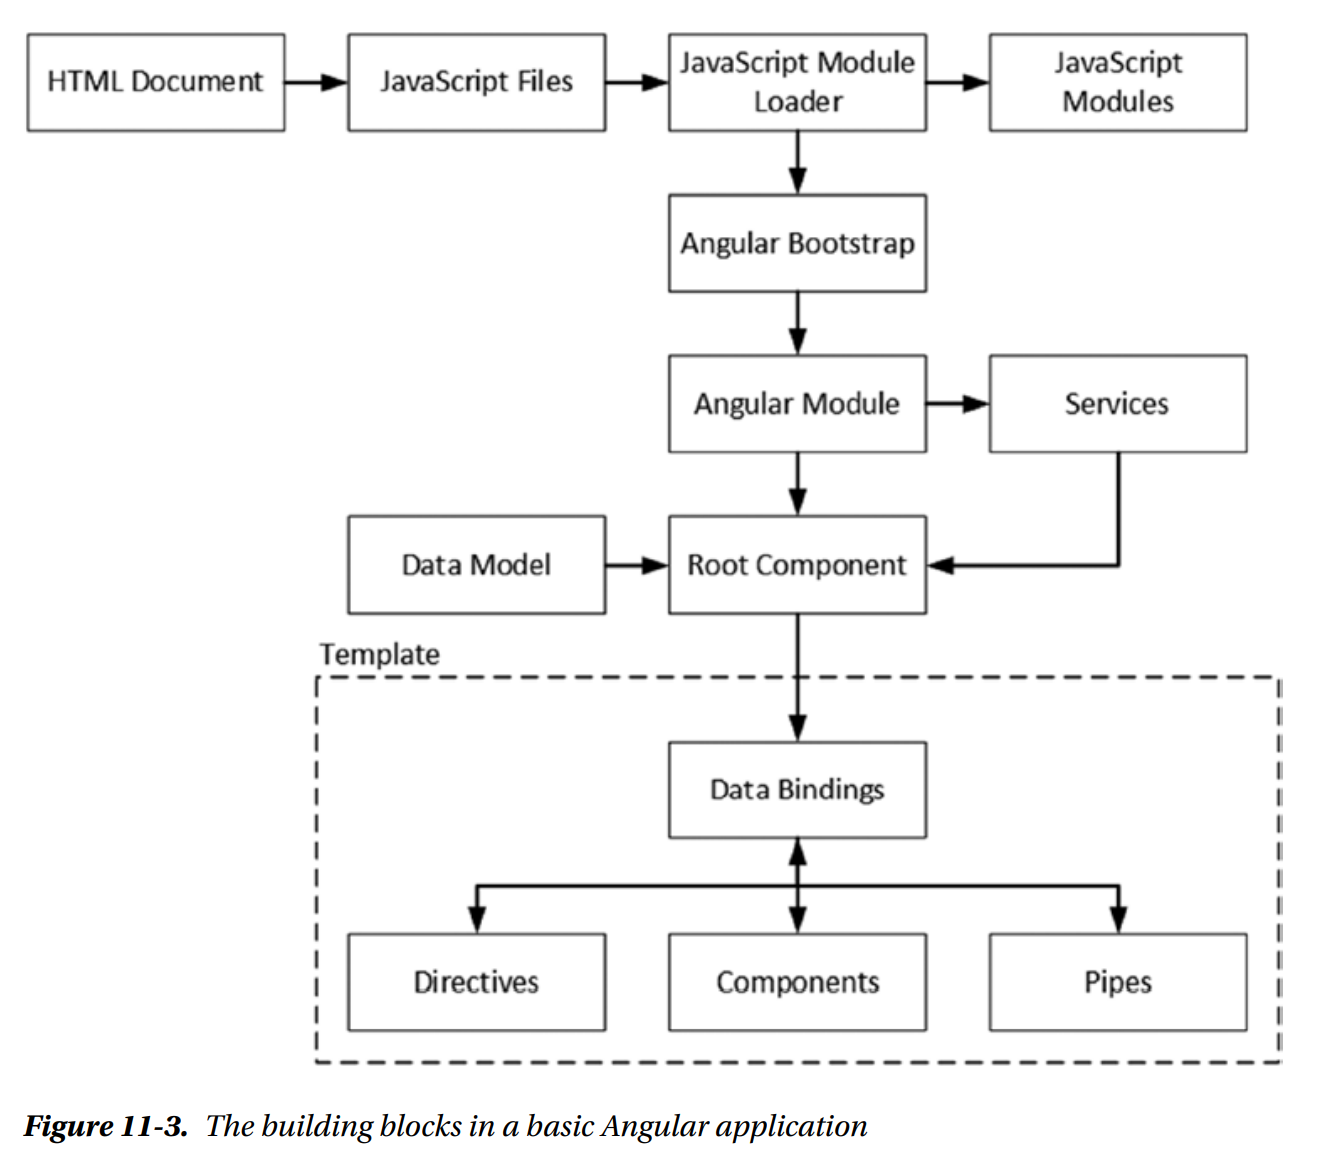 HTML Document
JavaScript Files
JavaScript Module
Loader
JavaScript
Modules
Angular Bootstrap
Angular Module
Services
Data Model
Root Component
Template
Data Bindings
Directives
Components
Pipes
Figure 11-3. The building blocks in a basic Angular application